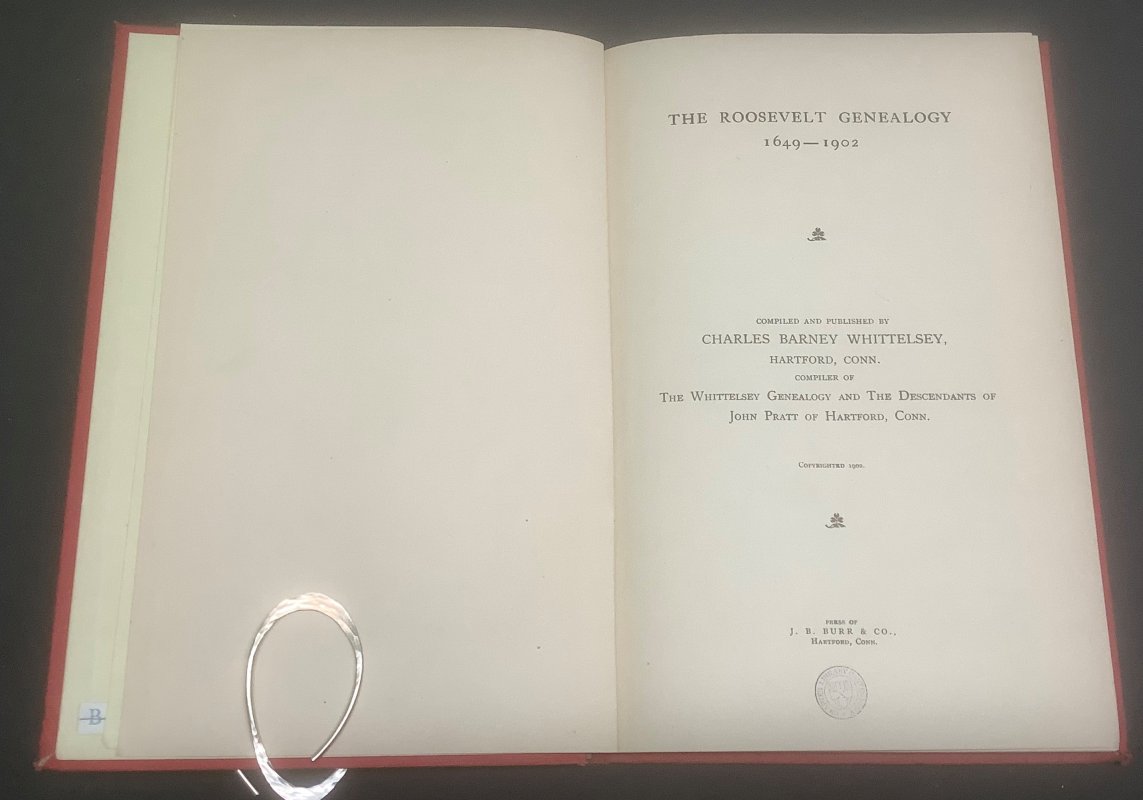 THE ROOSEVELT GENEALOGY
1649—1902
COMPILED AND PUBLISHED BY
CHARLES BARNEY WHITTELSEY,
HARTFORD, CONN.
COMPILER OF
THE WHITTELSEY GENEALOGY AND THE DESCENDANTS OF
JOHN PRATT OF HARTFORD, CONN.
COPYRIGHTED 1902.
PRESS OF
J. B. BURR & CO.,
HARTFORD, CONN.
B